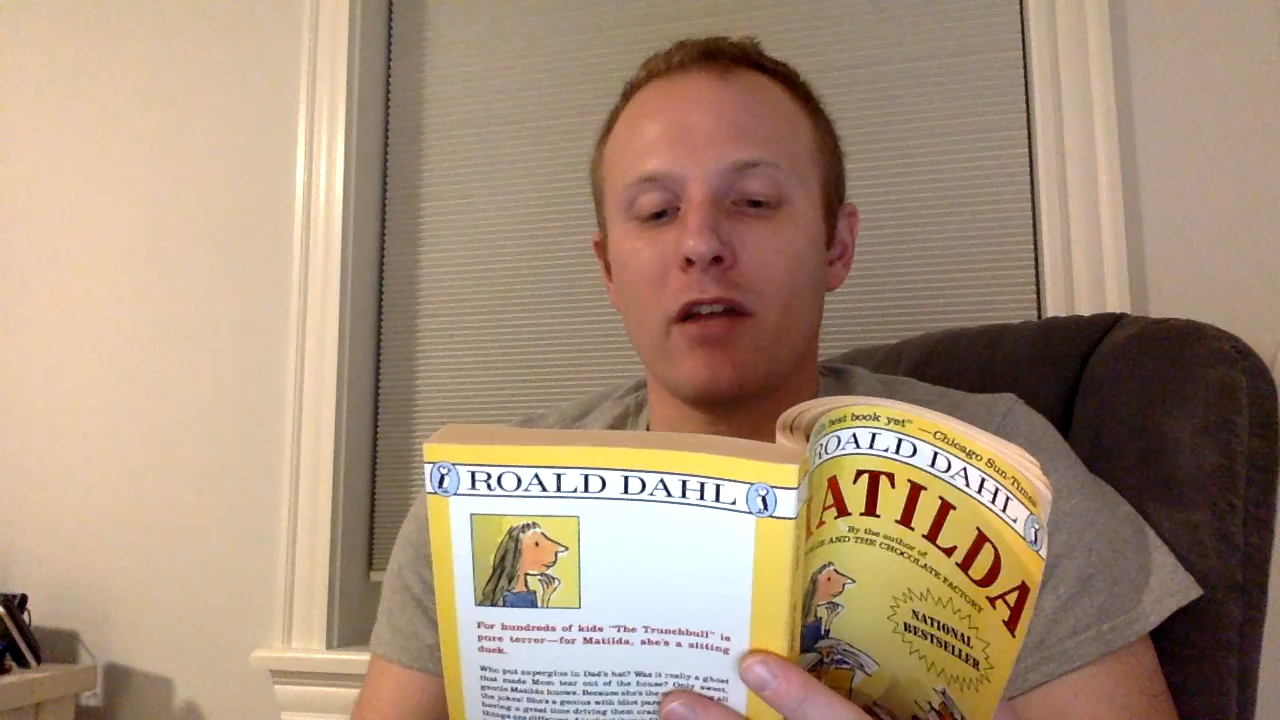 ROALD DAHL
For hundreds of kids "The Trunchbull" is
pure terror—for Matilda, she's a sitting
duck.
Who put superglue in Dad's hat? Was it really a ghost
that made Mom tear out of the house? Only sweet,
gentle Matilda knows. Because she's the
the jokes! She's a genius with idiot
having a great time driving them
things are different.
best book yet" —Chicago Sun-Times
ROALD DAHL
MATILDA
By the author of
AND THE CHOCOLATE FACTORY
NATIONAL
BESTSELLER